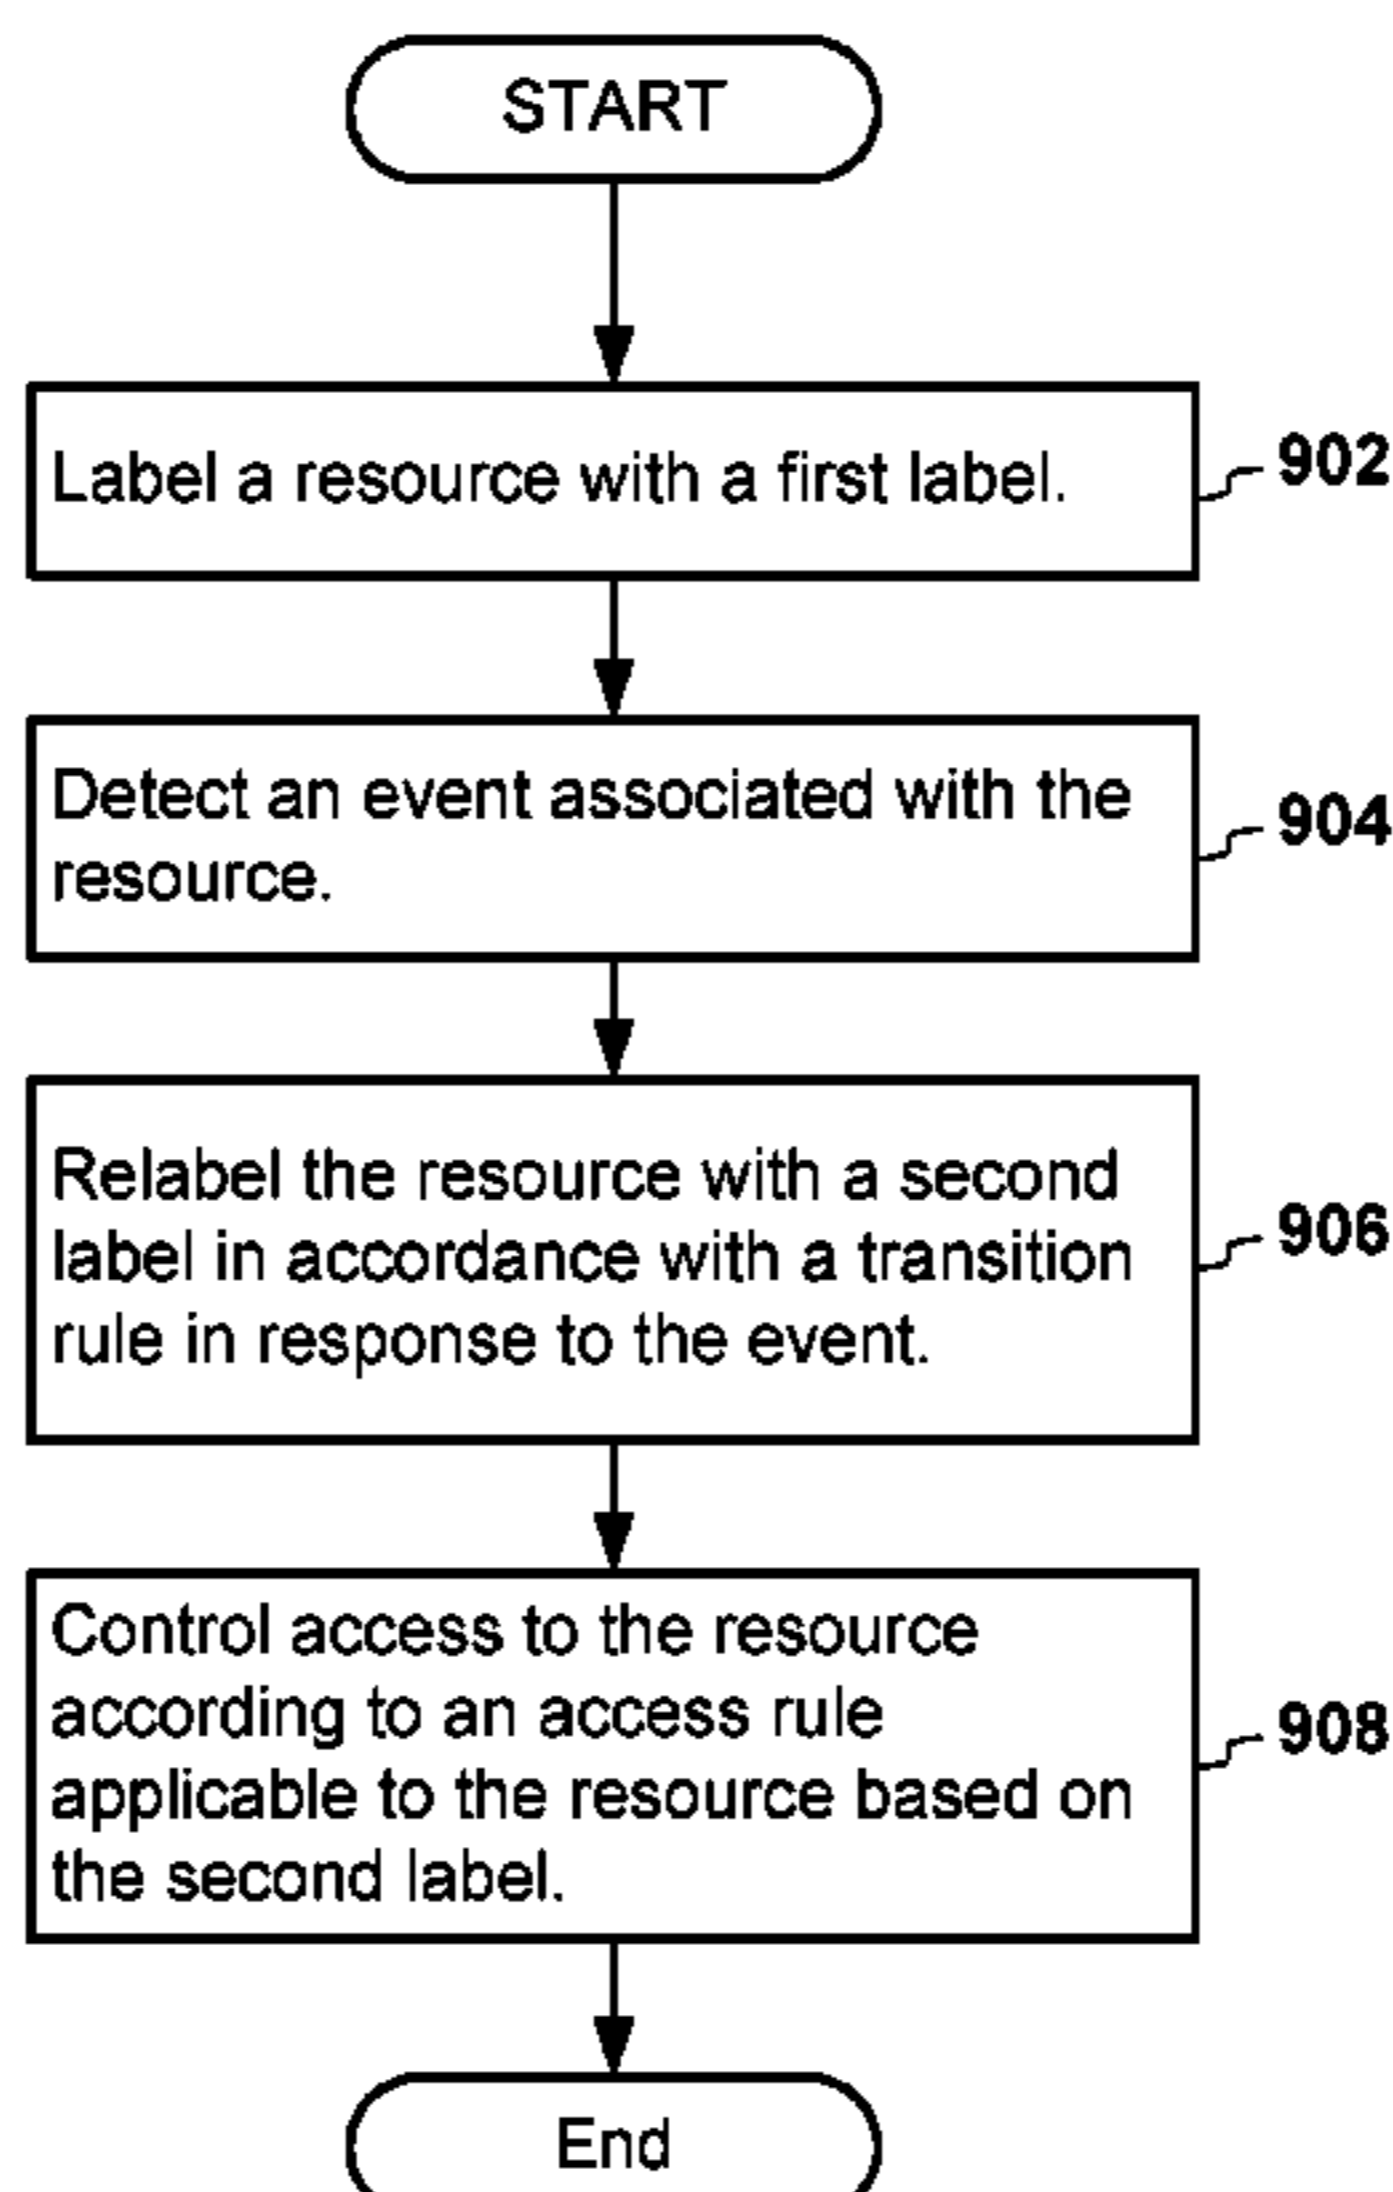 START
Label a resource with a first label.
902
Detect an event associated with the
resource.
904
Relabel the resource with a second
label in accordance with a transition
rule in response to the event.
906
Control access to the resource
according to an access rule
applicable to the resource based on
the second label.
908
End